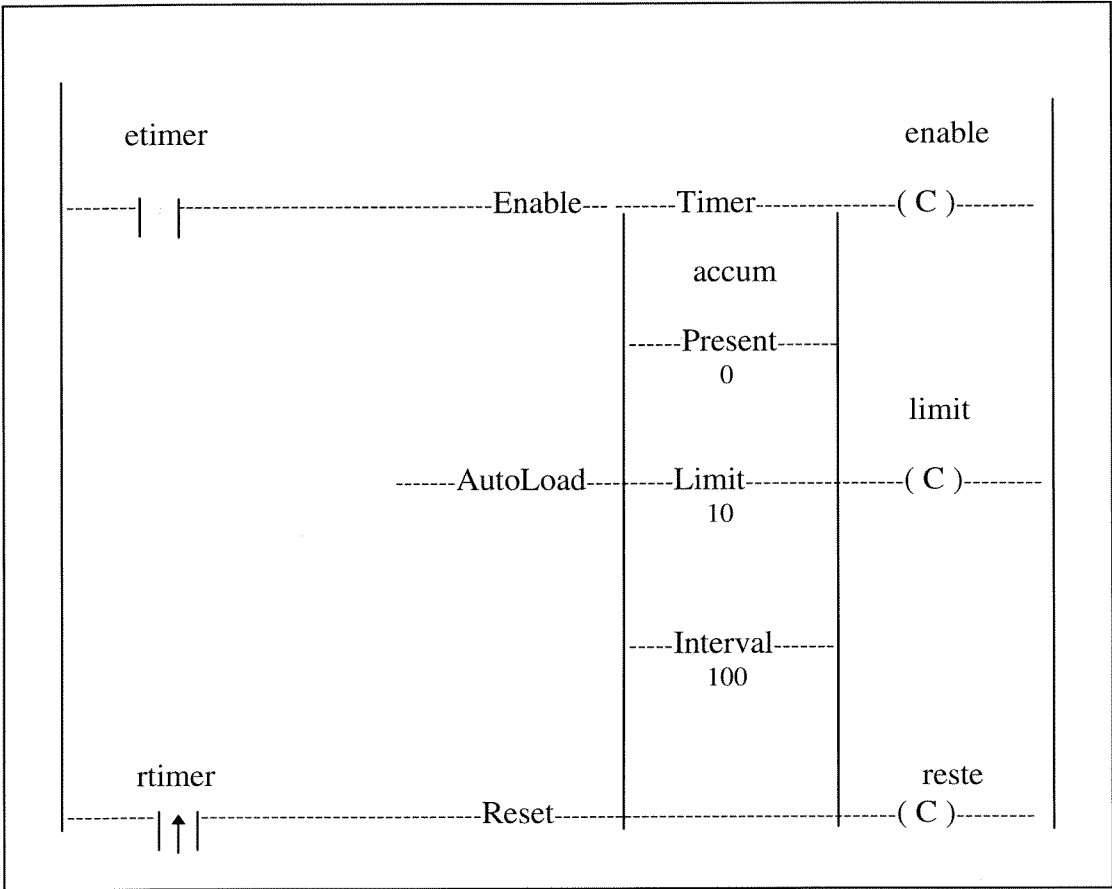 etimer
enable
Enable Timer ( C )
accum
Present
0
limit
AutoLoad Limit ( C )
10
Interval
100
rtimer
reste
Reset ( C )